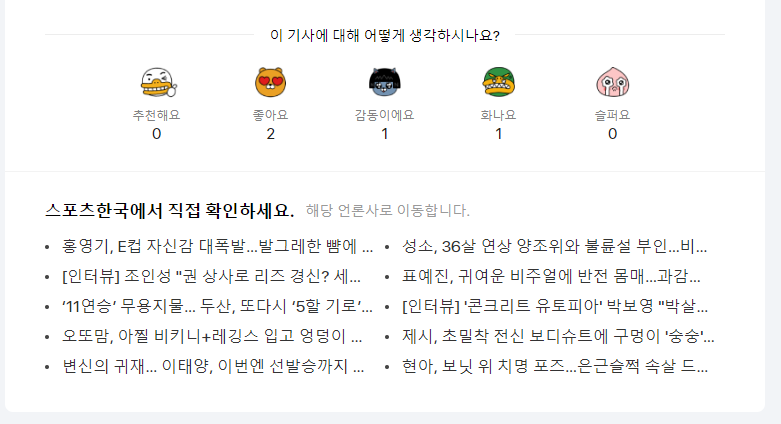 이 기사에 대해 어떻게 생각하시나요?
추천해요 좋아요 감동이에요 화나요 슬퍼요
0 2 1 1 0
스포츠한국에서 직접 확인하세요. 해당 언론사로 이동합니다.
• 홍영기, E컵 자신감 대폭발...발그레한 뺨에 ...
• 성소, 36살 연상 양조위와 불륜설 부인...비...
• [인터뷰] 조인성 "권 상사로 리즈 경신? 세...
• 표예진, 귀여운 비주얼에 반전 몸매...과감...
• ‘11연승’ 무용지물... 두산, 또다시 ‘5할 기로’...
• [인터뷰] '콘크리트 유토피아' 박보영 "박살...
• 오또맘, 아찔 비키니+레깅스 입고 엉덩이 ...
• 제시, 초밀착 전신 보디슈트에 구멍이 '숭숭'...
• 변신의 귀재... 이태양, 이번엔 선발승까지 ...
• 현아, 보닛 위 치명 포즈...은근슬쩍 속살 드...